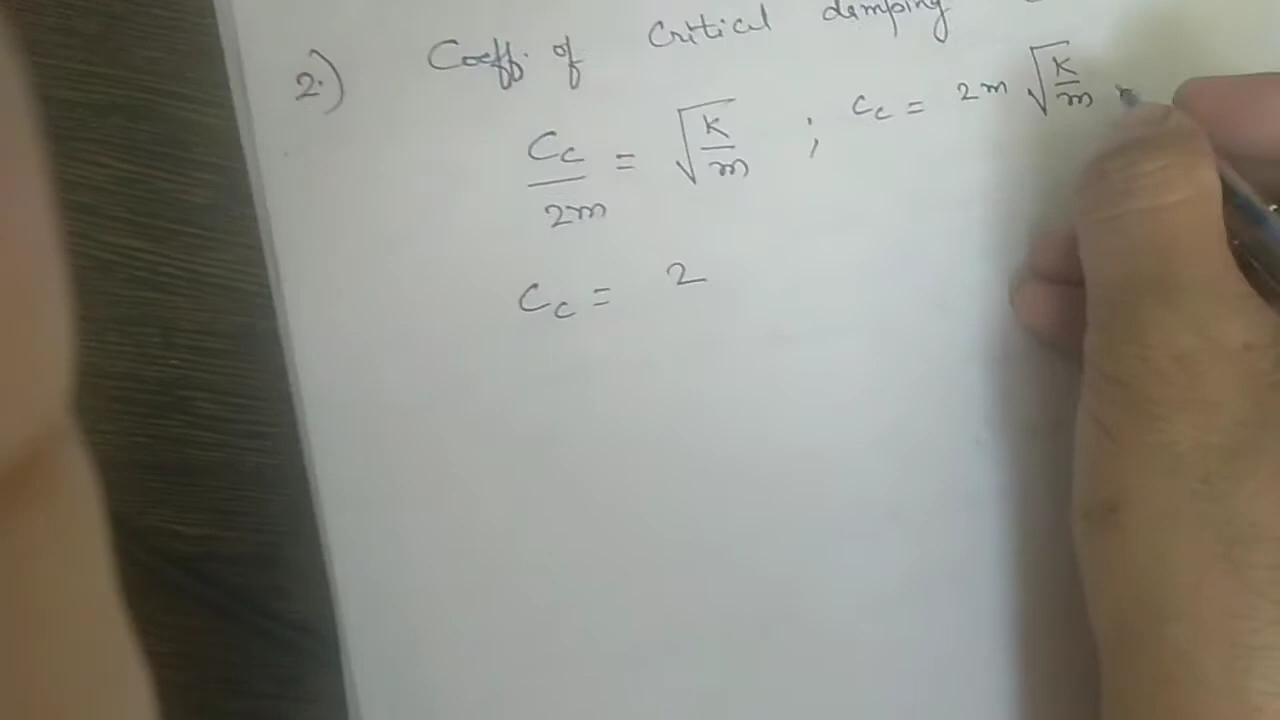 2.) Coeff. of Critical damping
Cc/2m = √(K/m) ; Cc = 2m √(K/m)
Cc = 2